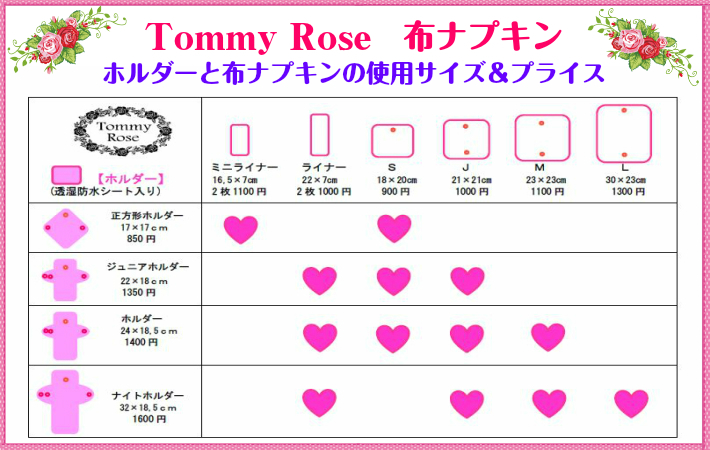 Tommy Rose 布ナプキン
ホルダーと布ナプキンの使用サイズ&プライス
Tommy
Rose
【ホルダー】
(透湿防水シート入り)
ミニライナー
16,5×7cm
2枚 1100円
ライナー
22×7cm
2枚 1000円
S
18×20cm
900円
J
21×21cm
1000円
M
23×23cm
1100円
L
30×23cm
1300円
正方形ホルダー
17×17cm
850円
ジュニアホルダー
22×18cm
1350円
ホルダー
24×18,5cm
1400円
ナイトホルダー
32×18,5cm
1600円